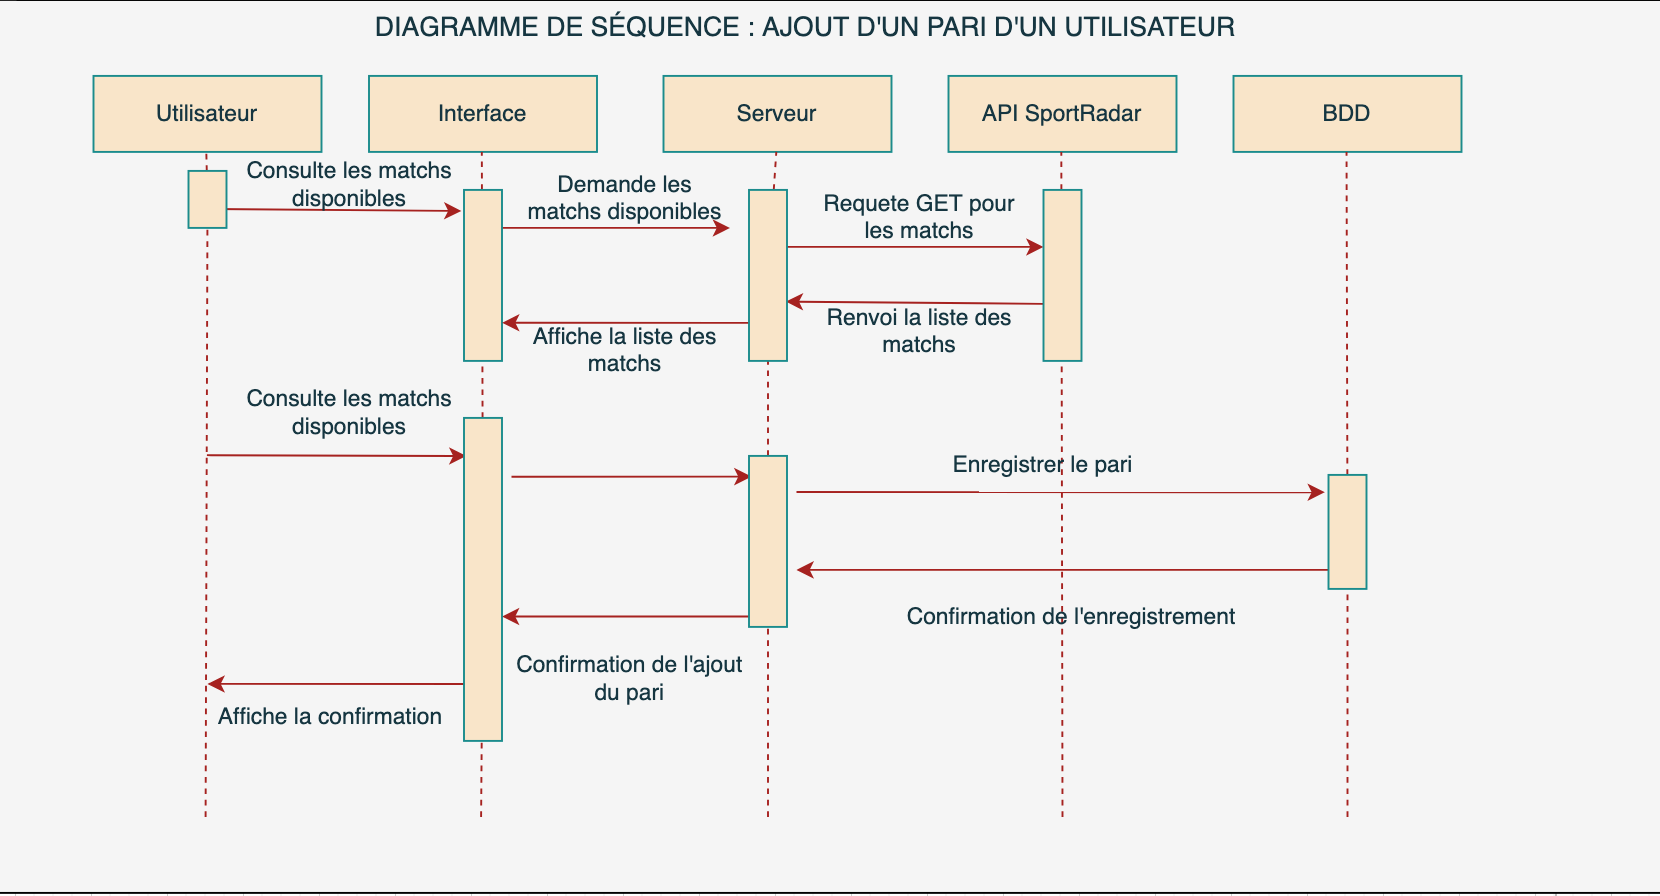 DIAGRAMME DE SÉQUENCE : AJOUT D'UN PARI D'UN UTILISATEUR
Utilisateur
Interface
Serveur
API SportRadar
BDD
Consulte les matchs
disponibles
Demande les
matchs disponibles
Requete GET pour
les matchs
Renvoi la liste des
matchs
Affiche la liste des
matchs
Consulte les matchs
disponibles
Enregistrer le pari
Confirmation de l'enregistrement
Confirmation de l'ajout
du pari
Affiche la confirmation